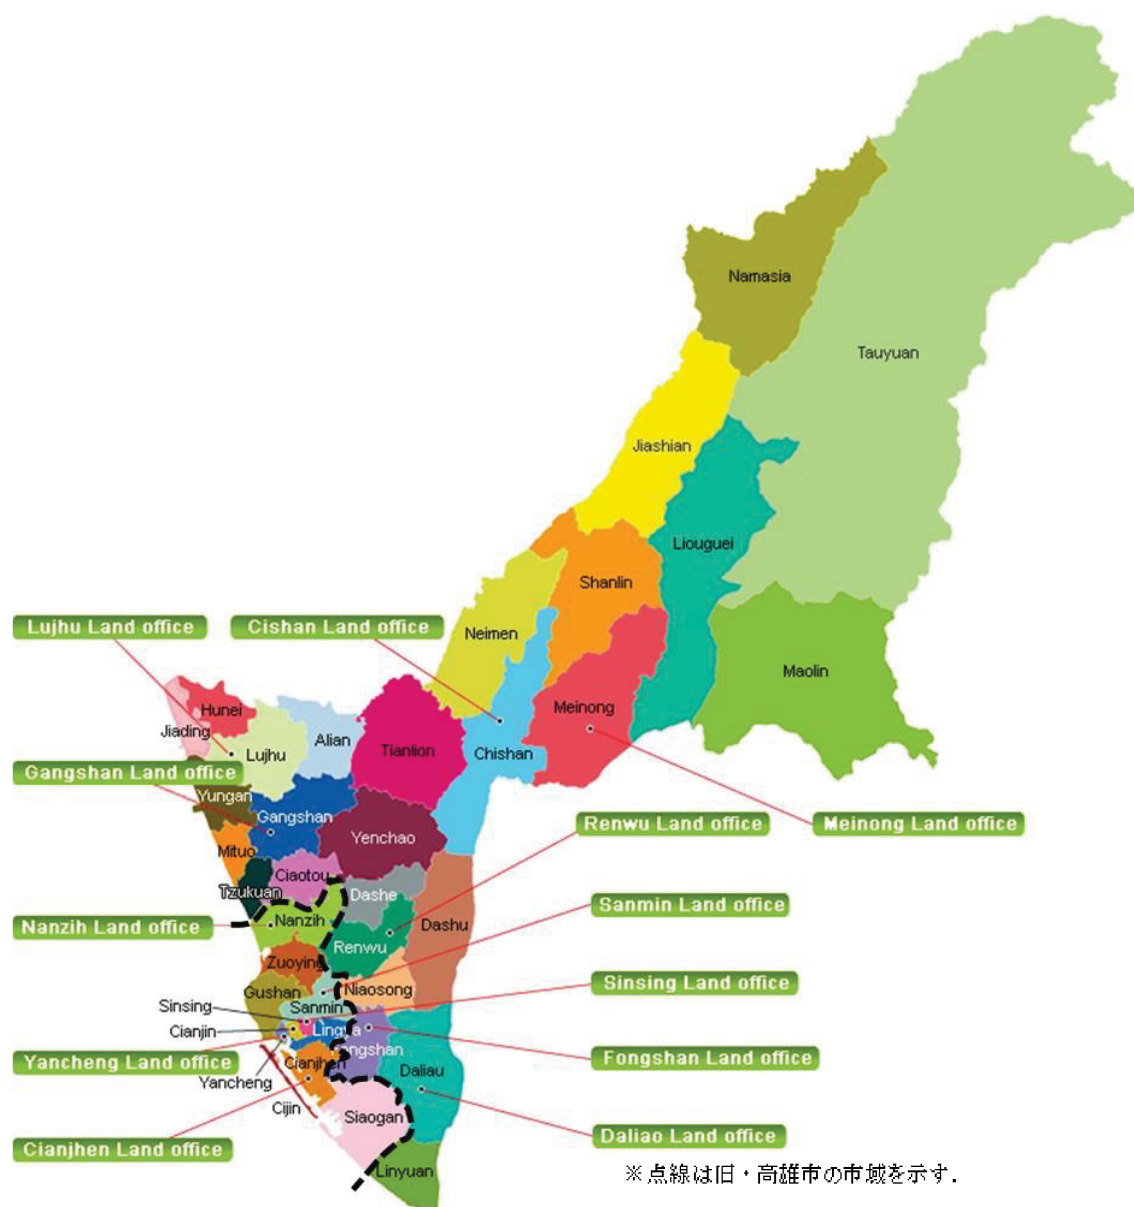 Namasia
Tauyuan
Jiashian
Liouguei
Shanlin
Lujhu Land office
Cishan Land office
Neimen
Maolin
Meinong
Hunei
Jiading
Alian
Tianlion
Chishan
Lujhu
Gangshan Land office
Yungan
Gangshan
Renwu Land office
Meinong Land office
Mituo
Yenchao
Ciaotou
Tzukuan
Dashe
Sanmin Land office
Nanzih Land office
Nanzih
Dashu
Renwu
Zuoying
Sinsing Land office
Gushan
Niaosong
Sinsing
Sanmin
Cianjin
Lingya
Yancheng Land office
Fongshan
Fongshan Land office
Cianjhen
Daliau
Yancheng
Cijin
Siaogan
Cianjhen Land office
Daliao Land office
Linyuan
※点線は旧・高雄市の市域を示す.